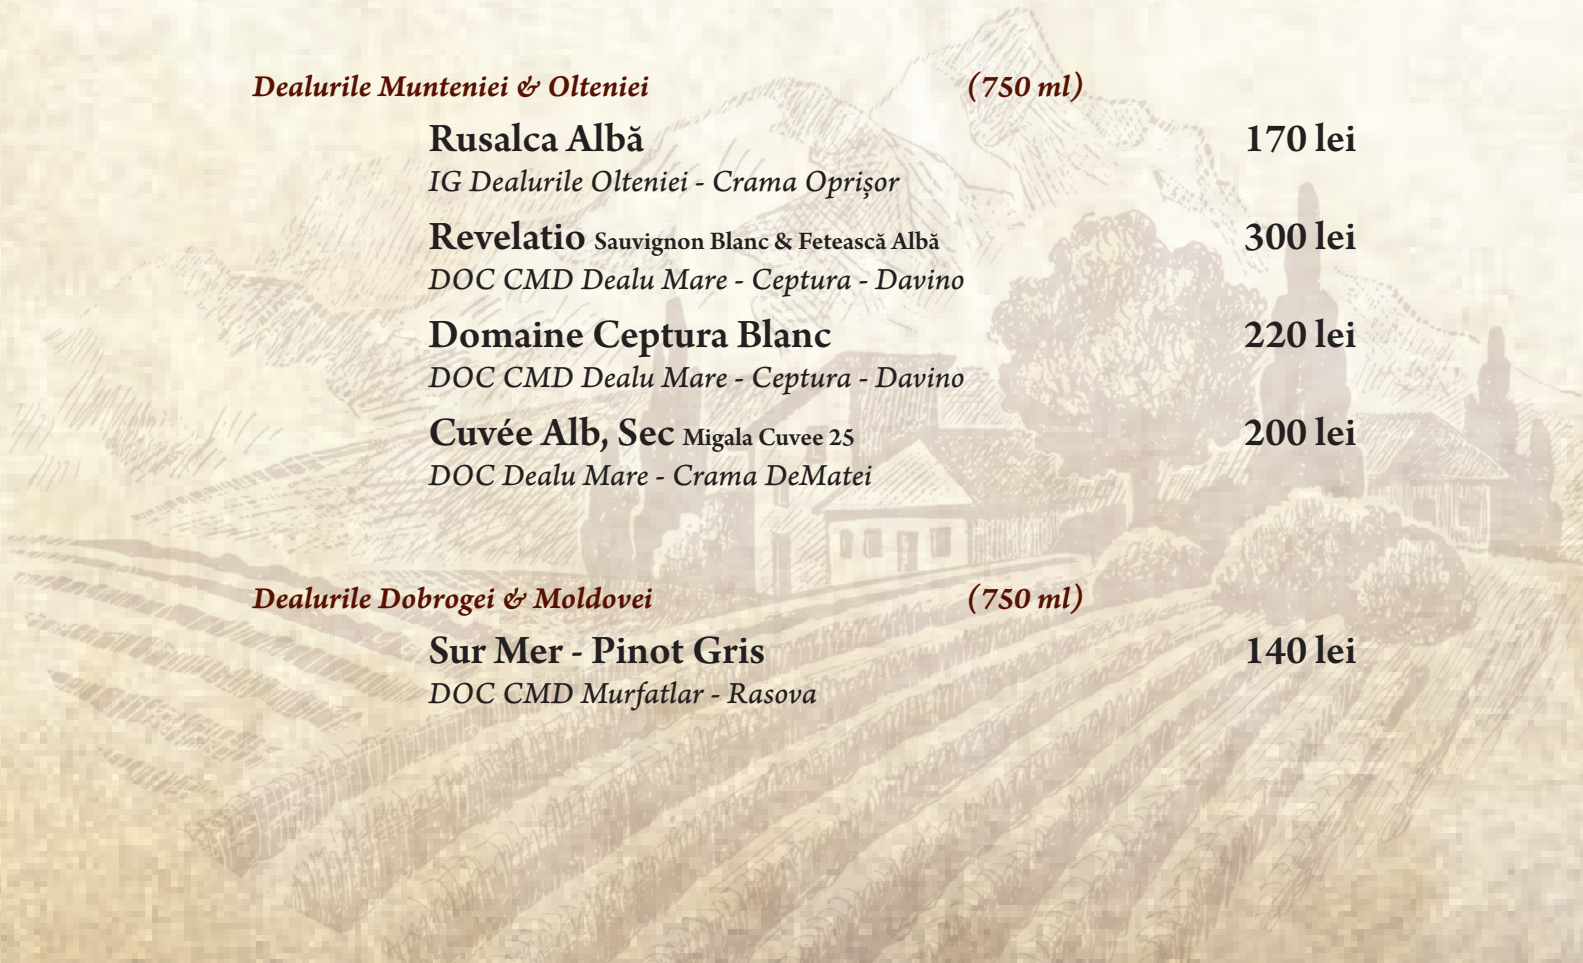 Dealurile Munteniei & Olteniei (750 ml)
Rusalca Albă 170 lei
IG Dealurile Olteniei - Crama Oprișor
Revelatio Sauvignon Blanc & Fetească Albă 300 lei
DOC CMD Dealu Mare - Ceptura - Davino
Domaine Ceptura Blanc 220 lei
DOC CMD Dealu Mare - Ceptura - Davino
Cuvée Alb, Sec Migala Cuvee 25 200 lei
DOC Dealu Mare - Crama DeMatei
Dealurile Dobrogei & Moldovei (750 ml)
Sur Mer - Pinot Gris 140 lei
DOC CMD Murfatlar - Rasova